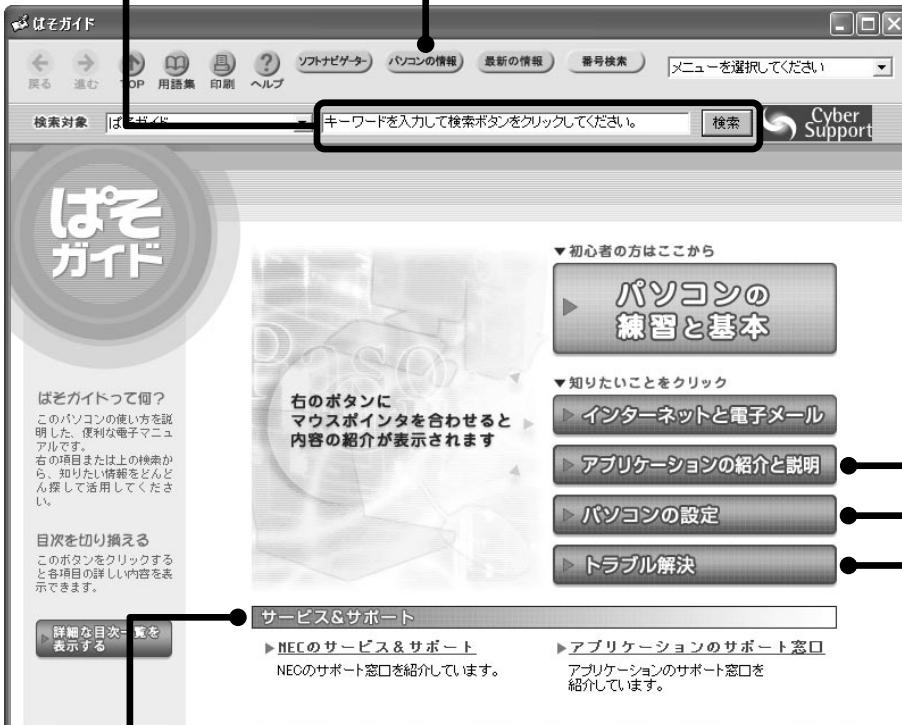 ぱそガイド
戻る 進む TOP 用語集 印刷 ヘルプ
ソフトナビゲーター パソコンの情報 最新の情報 番号検索 メニューを選択してください
検索対象 ぱそガイド キーワードを入力して検索ボタンをクリックしてください。 検索 Cyber
Support
ぱそ
ガイド
ぱそガイドって何?
このパソコンの使い方を説
明した、便利な電子マニュ
アルです。
右の項目または上の検索か
ら、知りたい情報をどんど
ん探して活用してくださ
い。
目次を切り換える
このボタンをクリックする
と各項目の詳しい内容を表
示できます。
詳細な目次一覧を
表示する
Paso
右のボタンに
マウスポインタを合わせると
内容の紹介が表示されます
▼初心者の方はここから
パソコンの
練習と基本
▼知りたいことをクリック
インターネットと電子メール
アプリケーションの紹介と説明
パソコンの設定
トラブル解決
サービス&サポート
NECのサービス&サポート
NECのサポート窓口を紹介しています。
アプリケーションのサポート窓口
アプリケーションのサポート窓口を
紹介しています。